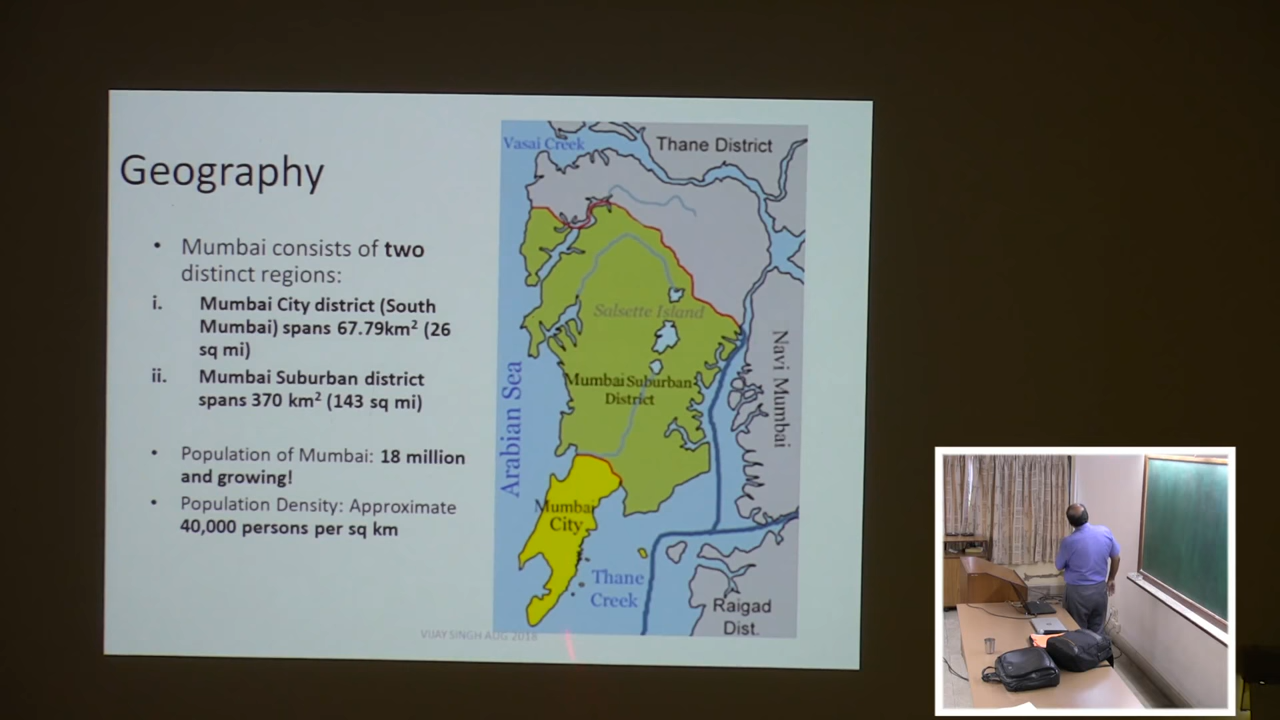 Geography
• Mumbai consists of two
distinct regions:
i. Mumbai City district (South
Mumbai) spans 67.79km² (26
sq mi)
ii. Mumbai Suburban district
spans 370 km² (143 sq mi)
• Population of Mumbai: 18 million
and growing!
• Population Density: Approximate
40,000 persons per sq km
Vasai Creek
Thane District
Salsette Island
Arabian Sea
Mumbai Suburban
District
Navi Mumbai
Mumbai
City
Thane
Creek
Raigad
Dist.
VIJAY SINGH AUG 2018